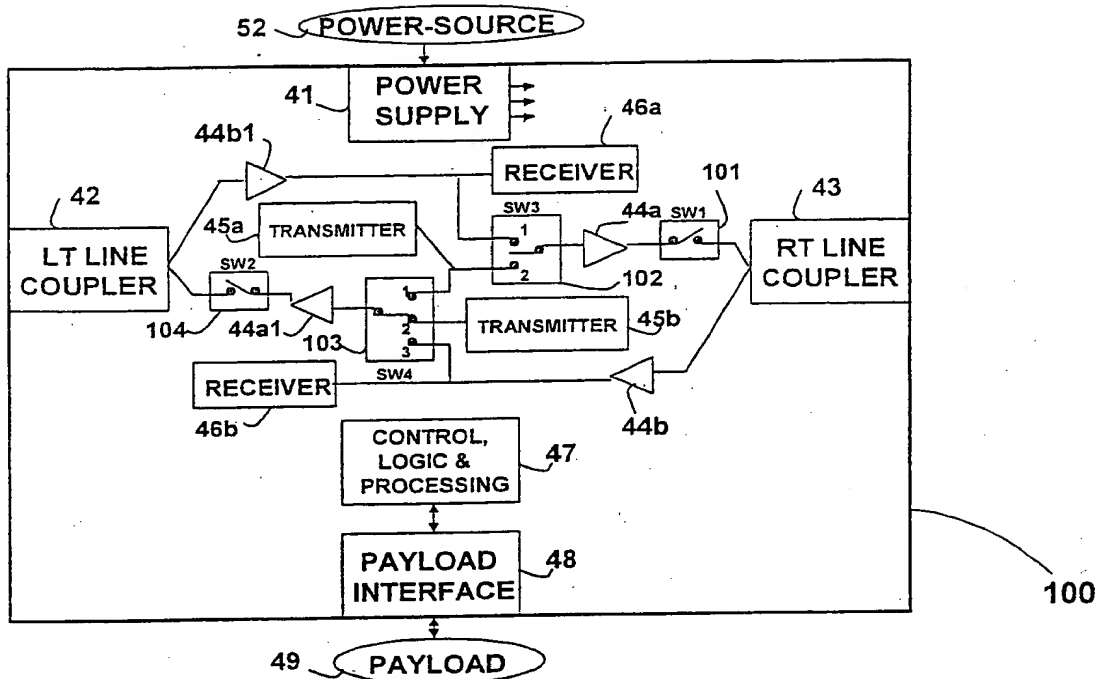 52
POWER-SOURCE
41
POWER
SUPPLY
44b1
46a
RECEIVER
42
LT LINE
COUPLER
45a
TRANSMITTER
SW3
1
2
102
44a
SW1
101
43
RT LINE
COUPLER
SW2
104
44a1
103
1
2
3
SW4
TRANSMITTER
45b
RECEIVER
46b
44b
CONTROL,
LOGIC &
PROCESSING
47
PAYLOAD
INTERFACE
48
100
49
PAYLOAD